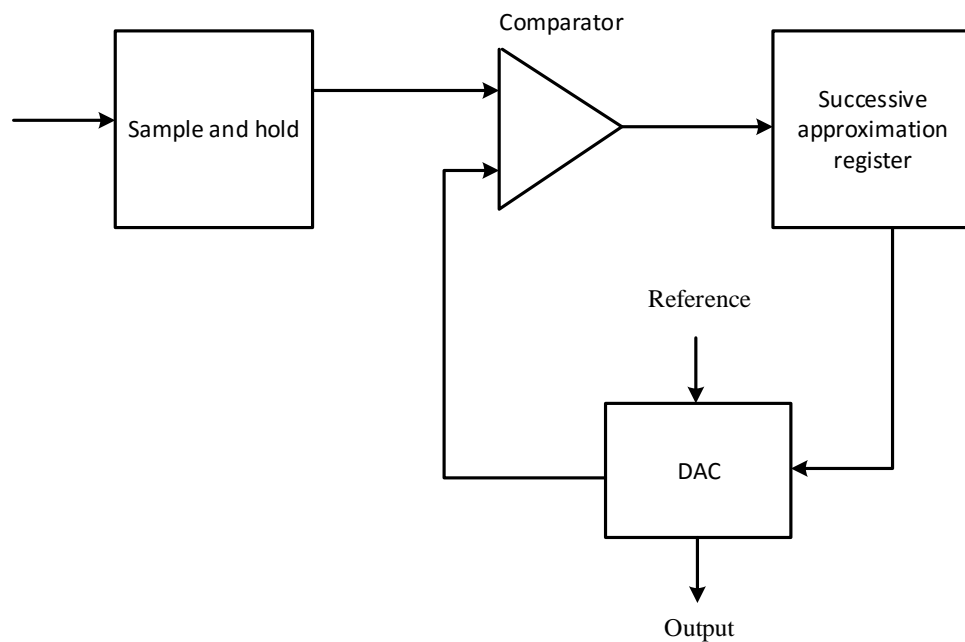 Comparator
Sample and hold
Successive
approximation
register
Reference
DAC
Output